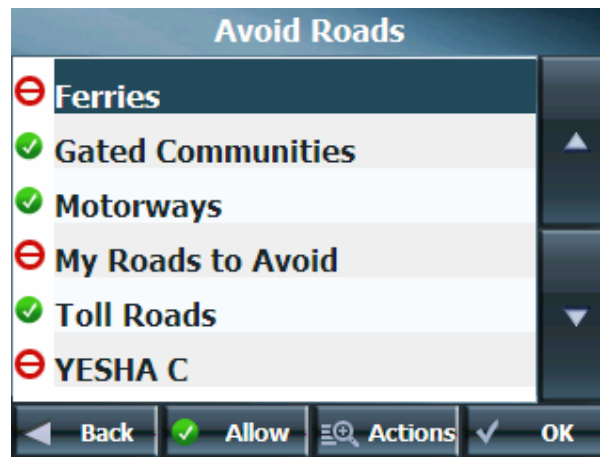 Avoid Roads
Ferries
Gated Communities
Motorways
My Roads to Avoid
Toll Roads
YESHA C
Back Allow Actions OK